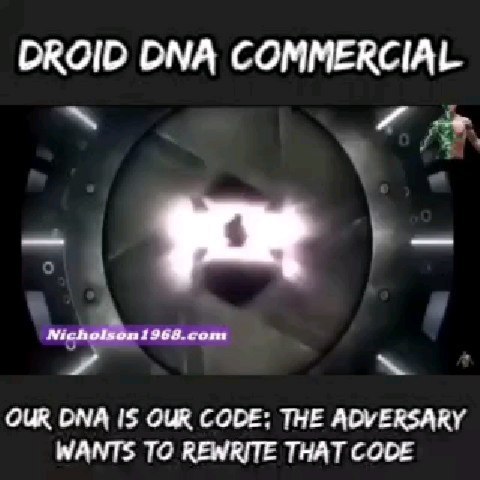 DROID DNA COMMERCIAL
Nicholson1968.com
OUR DNA IS OUR CODE; THE ADVERSARY
WANTS TO REWRITE THAT CODE